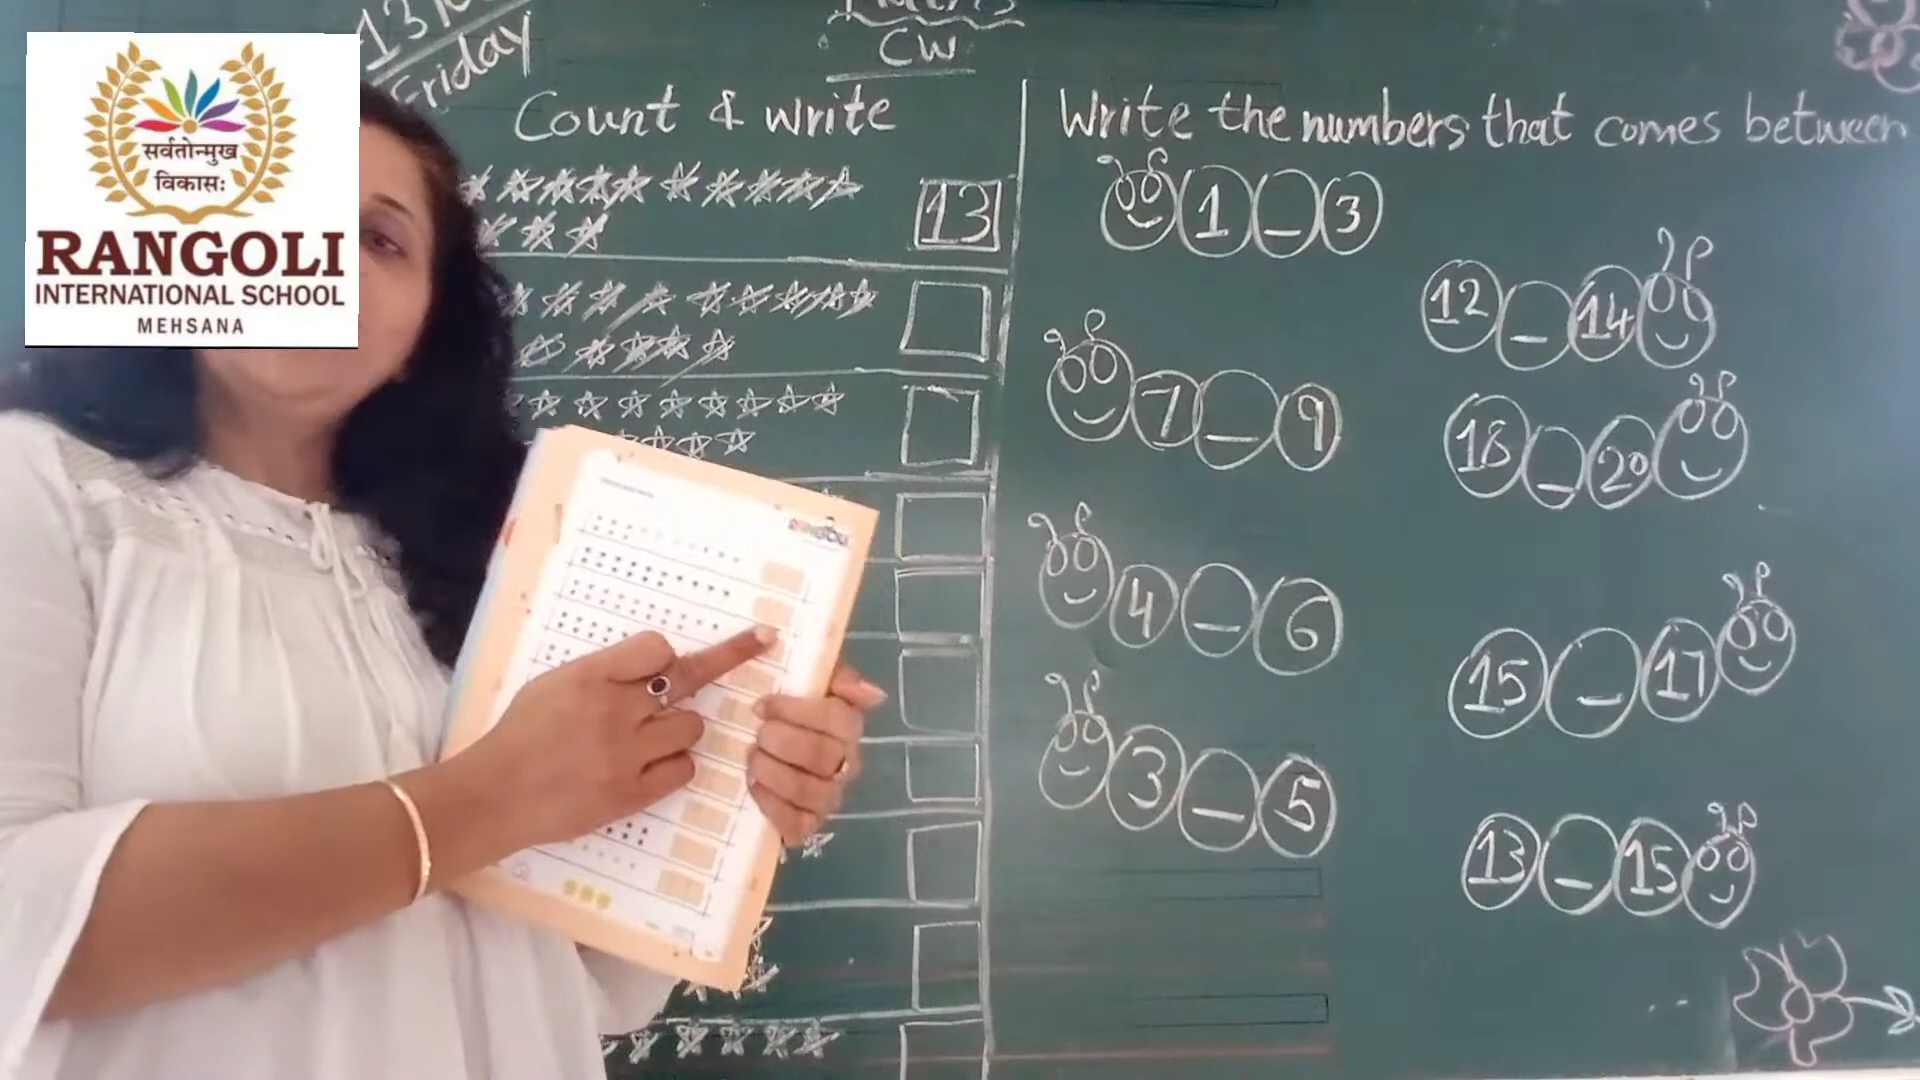 सर्वतोन्मुख
विकासः
RANGOLI
INTERNATIONAL SCHOOL
MEHSANA
13
Friday
CW
Count & write
13
Write the numbers that comes between
1 _ 3
12 _ 14
7 _ 9
18 _ 20
4 _ 6
15 _ 17
3 _ 5
13 _ 15